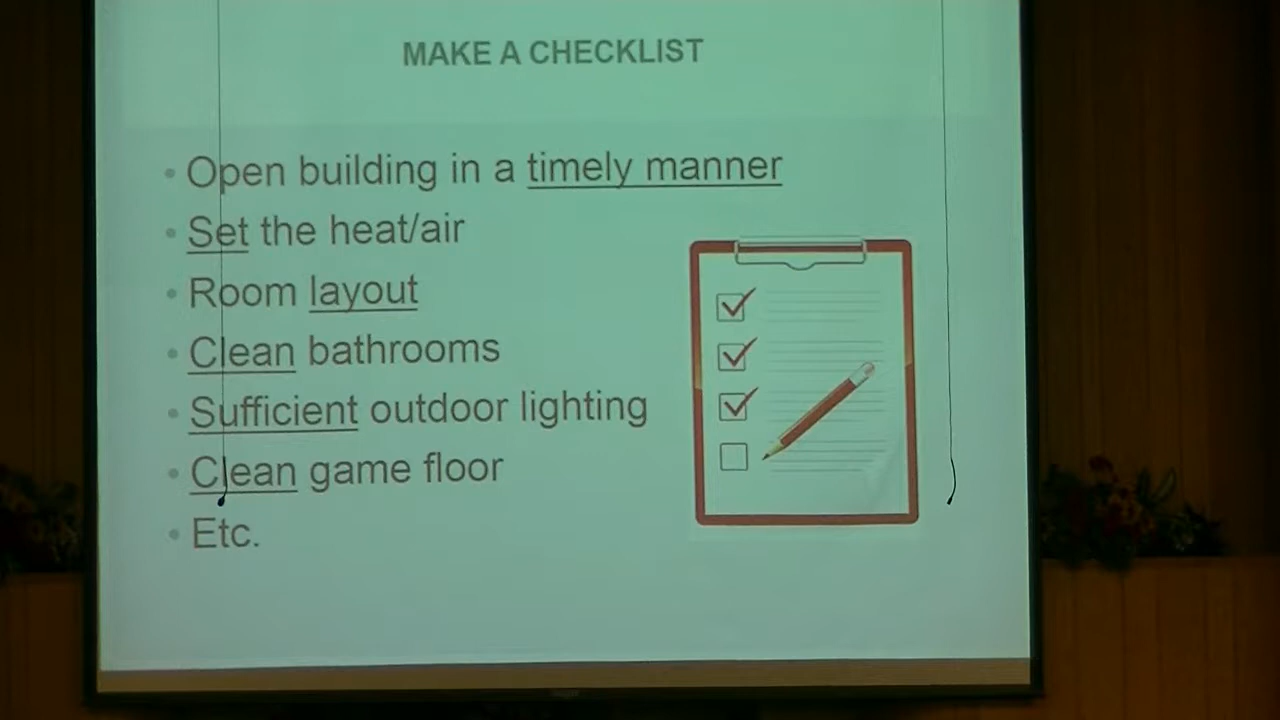 MAKE A CHECKLIST
• Open building in a timely manner
• Set the heat/air
• Room layout
• Clean bathrooms
• Sufficient outdoor lighting
• Clean game floor
• Etc.